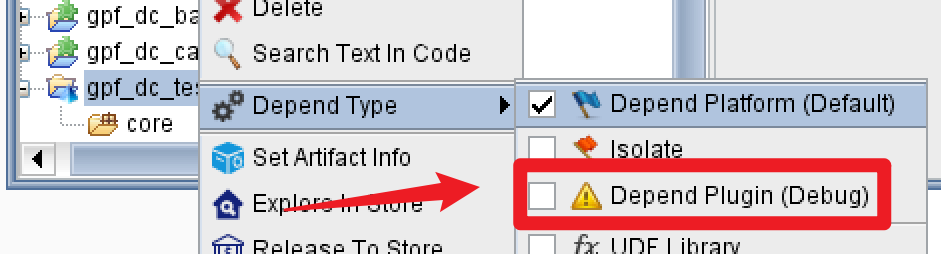 gpf_dc_ba
gpf_dc_ca
gpf_dc_tes
core
Delete
Search Text In Code
Depend Type
Set Artifact Info
Explore In Store
Release To Store
Depend Platform (Default)
Isolate
Depend Plugin (Debug)
fx UDF Library